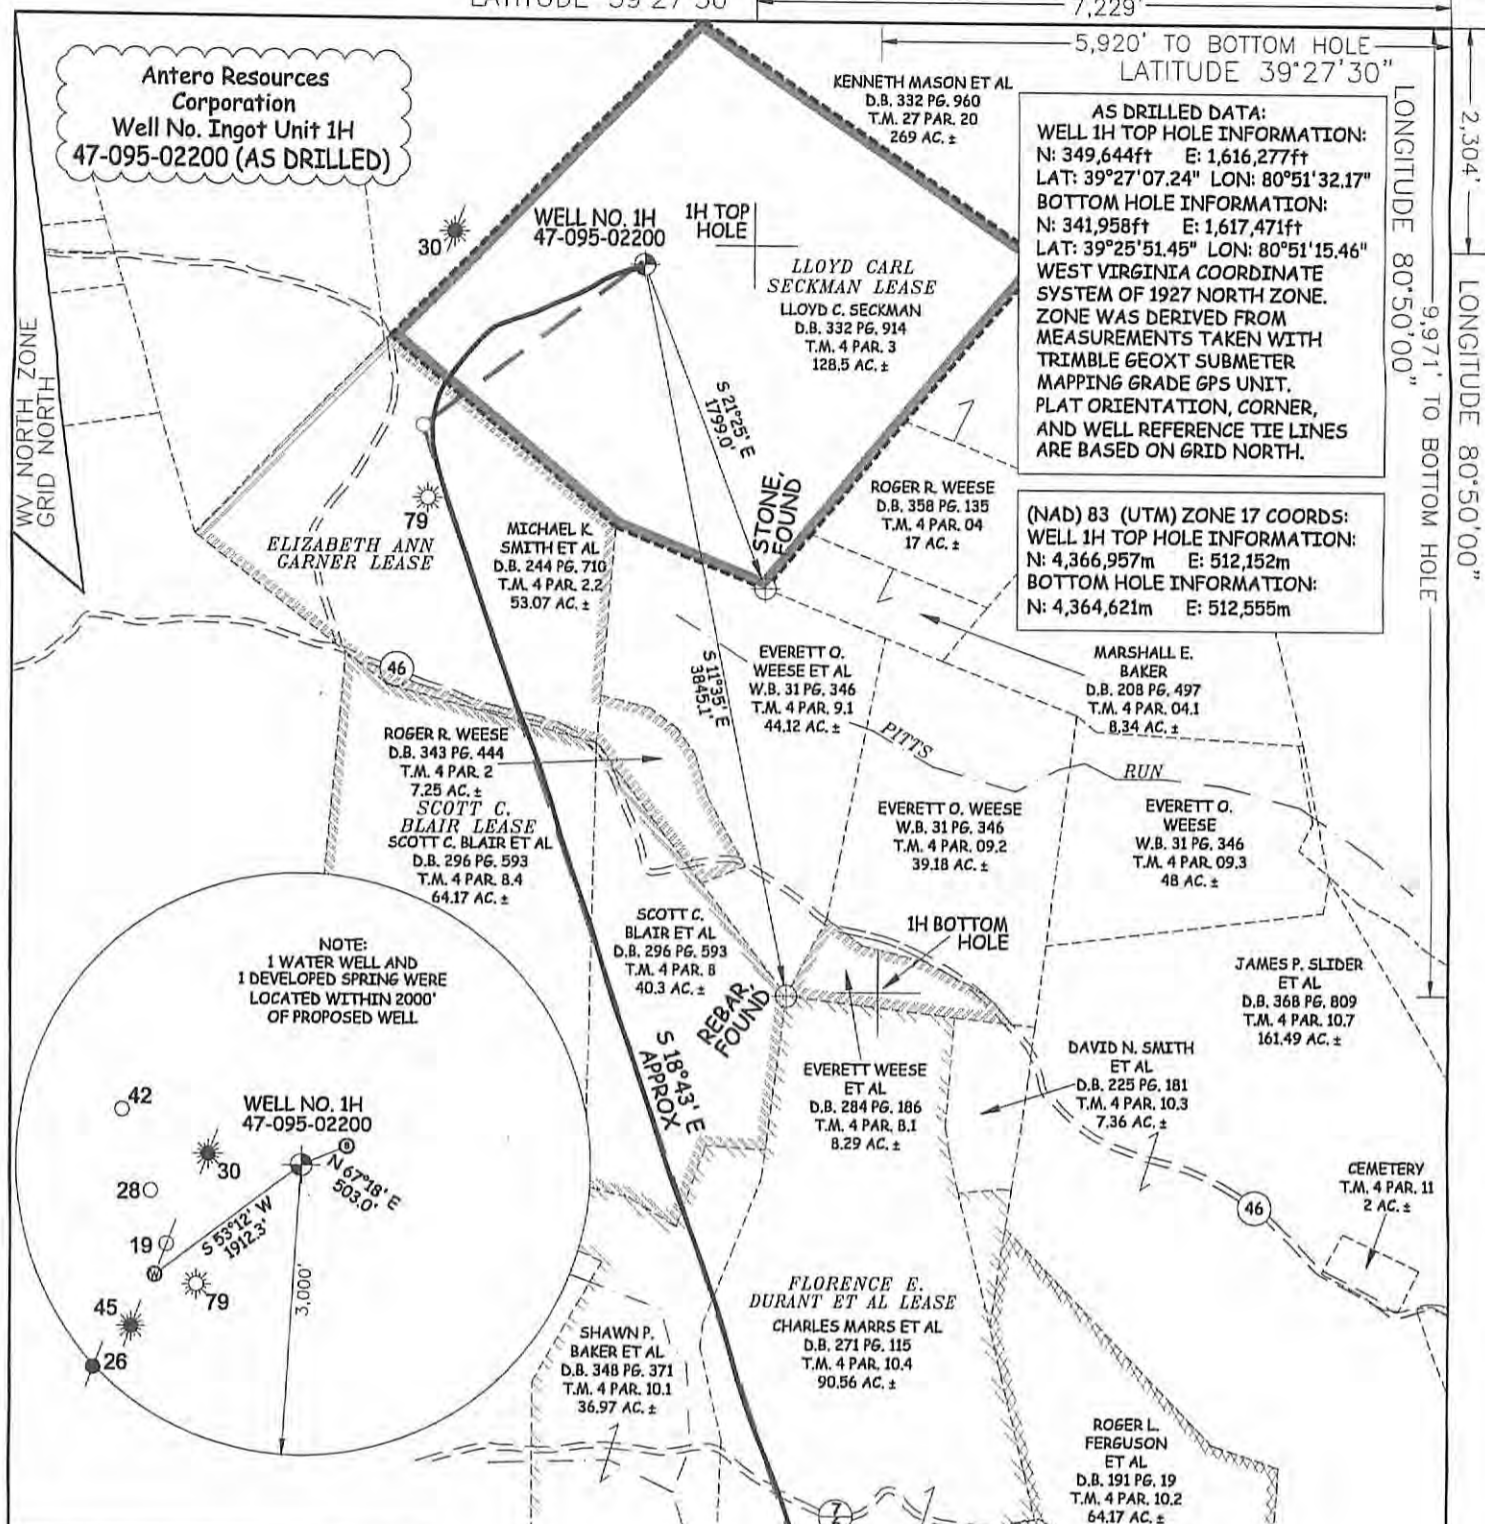 LATITUDE 39°27'30"
7,229'
5,920' TO BOTTOM HOLE
LATITUDE 39°27'30"
2,304'
LONGITUDE 80°50'00"
LONGITUDE 80°50'00"
9,971' TO BOTTOM HOLE
Antero Resources
Corporation
Well No. Ingot Unit 1H
47-095-02200 (AS DRILLED)
KENNETH MASON ET AL
D.B. 332 PG. 960
T.M. 27 PAR. 20
269 AC. ±
AS DRILLED DATA:
WELL 1H TOP HOLE INFORMATION:
N: 349,644ft E: 1,616,277ft
LAT: 39°27'07.24" LON: 80°51'32.17"
BOTTOM HOLE INFORMATION:
N: 341,958ft E: 1,617,471ft
LAT: 39°25'51.45" LON: 80°51'15.46"
WEST VIRGINIA COORDINATE
SYSTEM OF 1927 NORTH ZONE.
ZONE WAS DERIVED FROM
MEASUREMENTS TAKEN WITH
TRIMBLE GEOXT SUBMETER
MAPPING GRADE GPS UNIT.
PLAT ORIENTATION, CORNER,
AND WELL REFERENCE TIE LINES
ARE BASED ON GRID NORTH.
(NAD) 83 (UTM) ZONE 17 COORDS:
WELL 1H TOP HOLE INFORMATION:
N: 4,366,957m E: 512,152m
BOTTOM HOLE INFORMATION:
N: 4,364,621m E: 512,555m
30
WELL NO. 1H
47-095-02200
1H TOP
HOLE
LLOYD CARL
SECKMAN LEASE
LLOYD C. SECKMAN
D.B. 332 PG. 914
T.M. 4 PAR. 3
128.5 AC. ±
WV NORTH ZONE
GRID NORTH
S 21°25' E
1799.0'
STONE,
FOUND
79
ELIZABETH ANN
GARNER LEASE
MICHAEL K.
SMITH ET AL
D.B. 244 PG. 710
T.M. 4 PAR. 2.2
53.07 AC. ±
ROGER R. WEESE
D.B. 358 PG. 135
T.M. 4 PAR. 04
17 AC. ±
46
S 11°35' E
3845.1'
EVERETT O.
WEESE ET AL
W.B. 31 PG. 346
T.M. 4 PAR. 9.1
44.12 AC. ±
MARSHALL E.
BAKER
D.B. 208 PG. 497
T.M. 4 PAR. 04.1
8.34 AC. ±
PITTS
RUN
ROGER R. WEESE
D.B. 343 PG. 444
T.M. 4 PAR. 2
7.25 AC. ±
SCOTT C.
BLAIR LEASE
SCOTT C. BLAIR ET AL
D.B. 296 PG. 593
T.M. 4 PAR. 8.4
64.17 AC. ±
EVERETT O. WEESE
W.B. 31 PG. 346
T.M. 4 PAR. 09.2
39.18 AC. ±
EVERETT O.
WEESE
W.B. 31 PG. 346
T.M. 4 PAR. 09.3
48 AC. ±
SCOTT C.
BLAIR ET AL
D.B. 296 PG. 593
T.M. 4 PAR. 8
40.3 AC. ±
1H BOTTOM
HOLE
REBAR,
FOUND
JAMES P. SLIDER
ET AL
D.B. 368 PG. 809
T.M. 4 PAR. 10.7
161.49 AC. ±
NOTE:
1 WATER WELL AND
1 DEVELOPED SPRING WERE
LOCATED WITHIN 2000'
OF PROPOSED WELL
S 18°43' E
APPROX
EVERETT WEESE
ET AL
D.B. 284 PG. 186
T.M. 4 PAR. 8.1
8.29 AC. ±
DAVID N. SMITH
ET AL
D.B. 225 PG. 181
T.M. 4 PAR. 10.3
7.36 AC. ±
42
WELL NO. 1H
47-095-02200
S
30
N 67°18' E
503.0'
28
19
S 53°12' W
1912.3'
W
79
3,000'
45
26
CEMETERY
T.M. 4 PAR. 11
2 AC. ±
46
FLORENCE E.
DURANT ET AL LEASE
CHARLES MARRS ET AL
D.B. 271 PG. 115
T.M. 4 PAR. 10.4
90.56 AC. ±
SHAWN P.
BAKER ET AL
D.B. 348 PG. 371
T.M. 4 PAR. 10.1
36.97 AC. ±
ROGER L.
FERGUSON
ET AL
D.B. 191 PG. 19
T.M. 4 PAR. 10.2
64.17 AC. ±
7